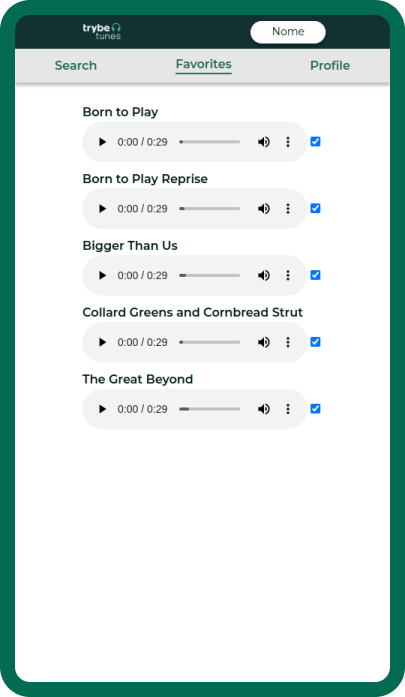 trybe
tunes
Nome
Search Favorites Profile
Born to Play
0:00 / 0:29
Born to Play Reprise
0:00 / 0:29
Bigger Than Us
0:00 / 0:29
Collard Greens and Cornbread Strut
0:00 / 0:29
The Great Beyond
0:00 / 0:29